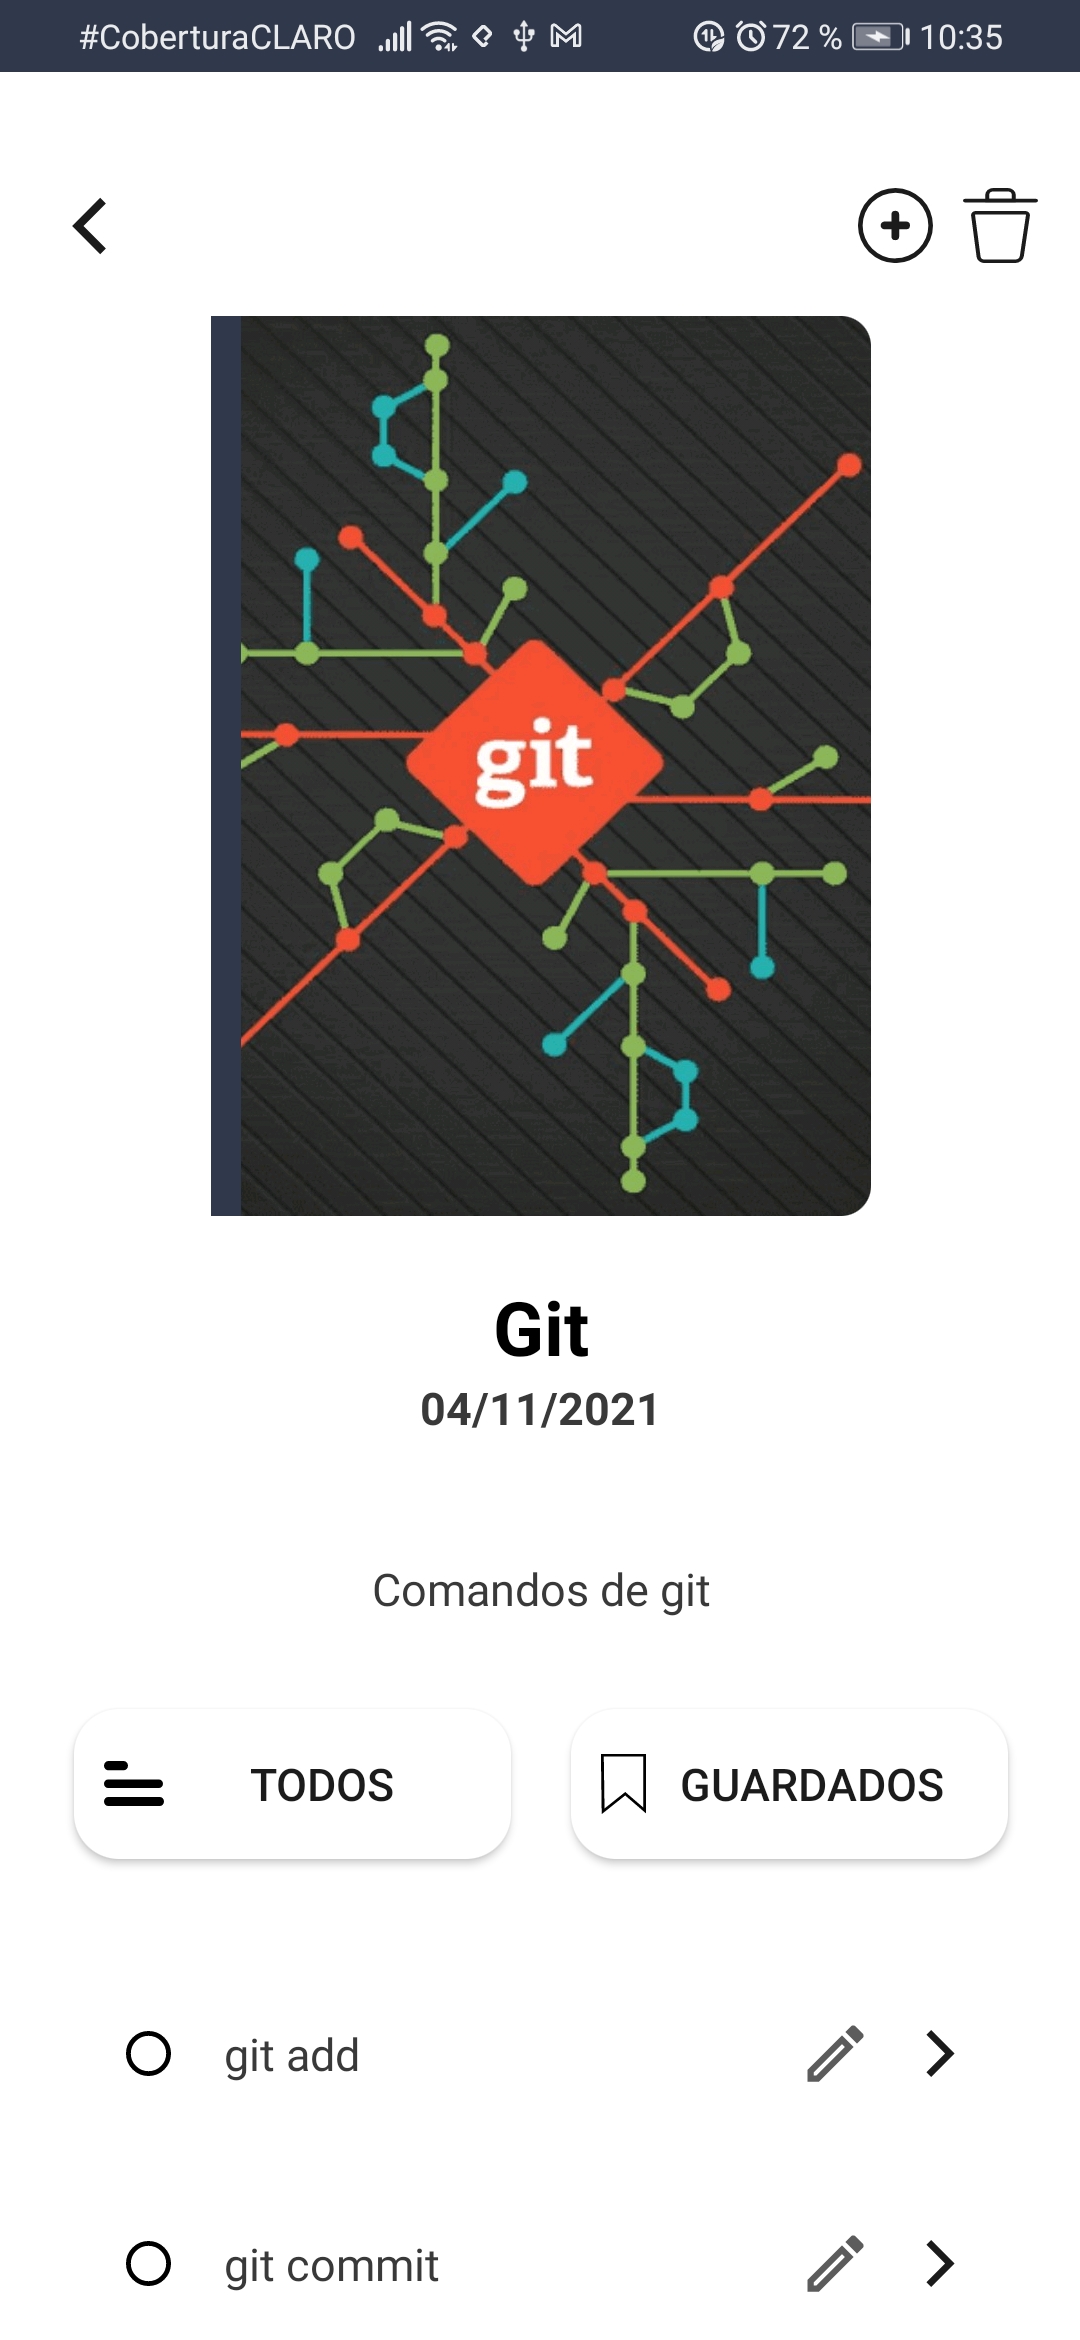 #CoberturaCLARO 72 % 10:35
git
Git
04/11/2021
Comandos de git
TODOS GUARDADOS
git add
git commit